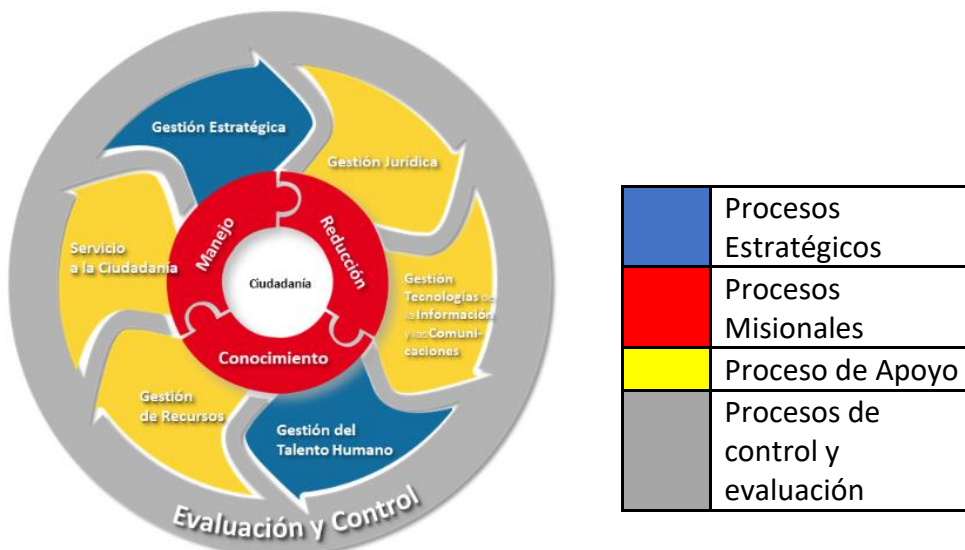 Gestión Estratégica
Gestión Jurídica
Servicio
a la Ciudadanía
Manejo
Reducción
Ciudadanía
Gestión
Tecnologías de
la Información
y las Comuni-
caciones
Conocimiento
Gestión
de Recursos
Gestión del
Talento Humano
Evaluación y Control
Procesos
Estratégicos
Procesos
Misionales
Proceso de Apoyo
Procesos de
control y
evaluación